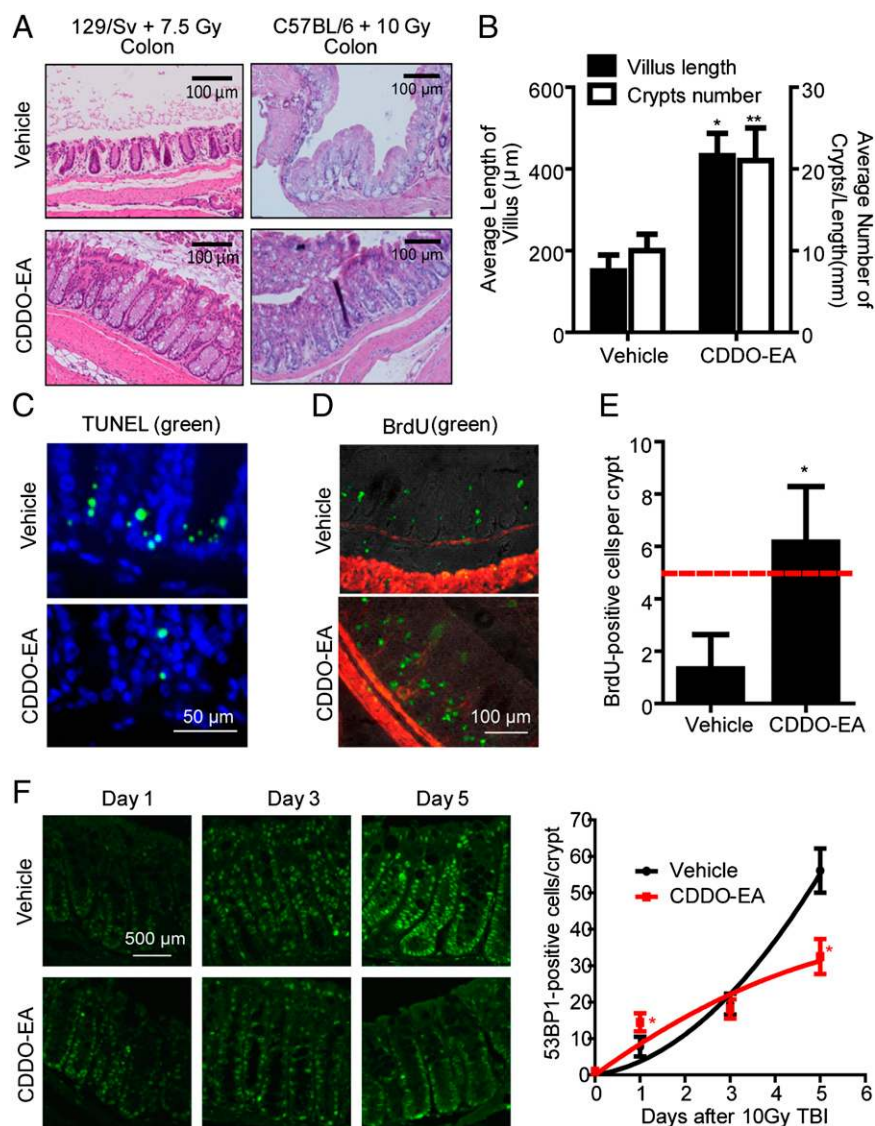 A
129/Sv + 7.5 Gy
Colon
C57BL/6 + 10 Gy
Colon
Vehicle
100 µm
100 µm
CDDO-EA
100 µm
100 µm
B
Villus length
Crypts number
Average Length of
Villus (µm)
600
400
200
0
*
**
30
20
10
0
Average Number of
Crypts/Length(mm)
Vehicle
CDDO-EA
C
TUNEL (green)
Vehicle
CDDO-EA
50 µm
D
BrdU(green)
Vehicle
CDDO-EA
100 µm
E
BrdU-positive cells per crypt
10
8
6
4
2
0
*
Vehicle
CDDO-EA
F
Day 1
Day 3
Day 5
Vehicle
500 µm
CDDO-EA
53BP1-positive cells/crypt
70
60
50
40
30
20
10
0
Vehicle
CDDO-EA
*
*
0
1
2
3
4
5
6
Days after 10Gy TBI